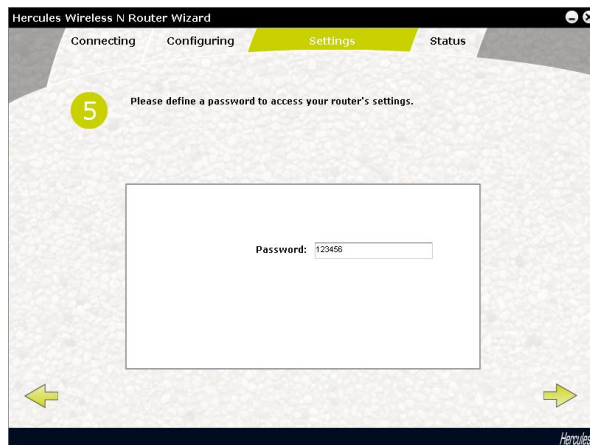 Hercules Wireless N Router Wizard
Connecting Configuring Settings Status
5 Please define a password to access your router's settings.
Password: 123456
Hercules